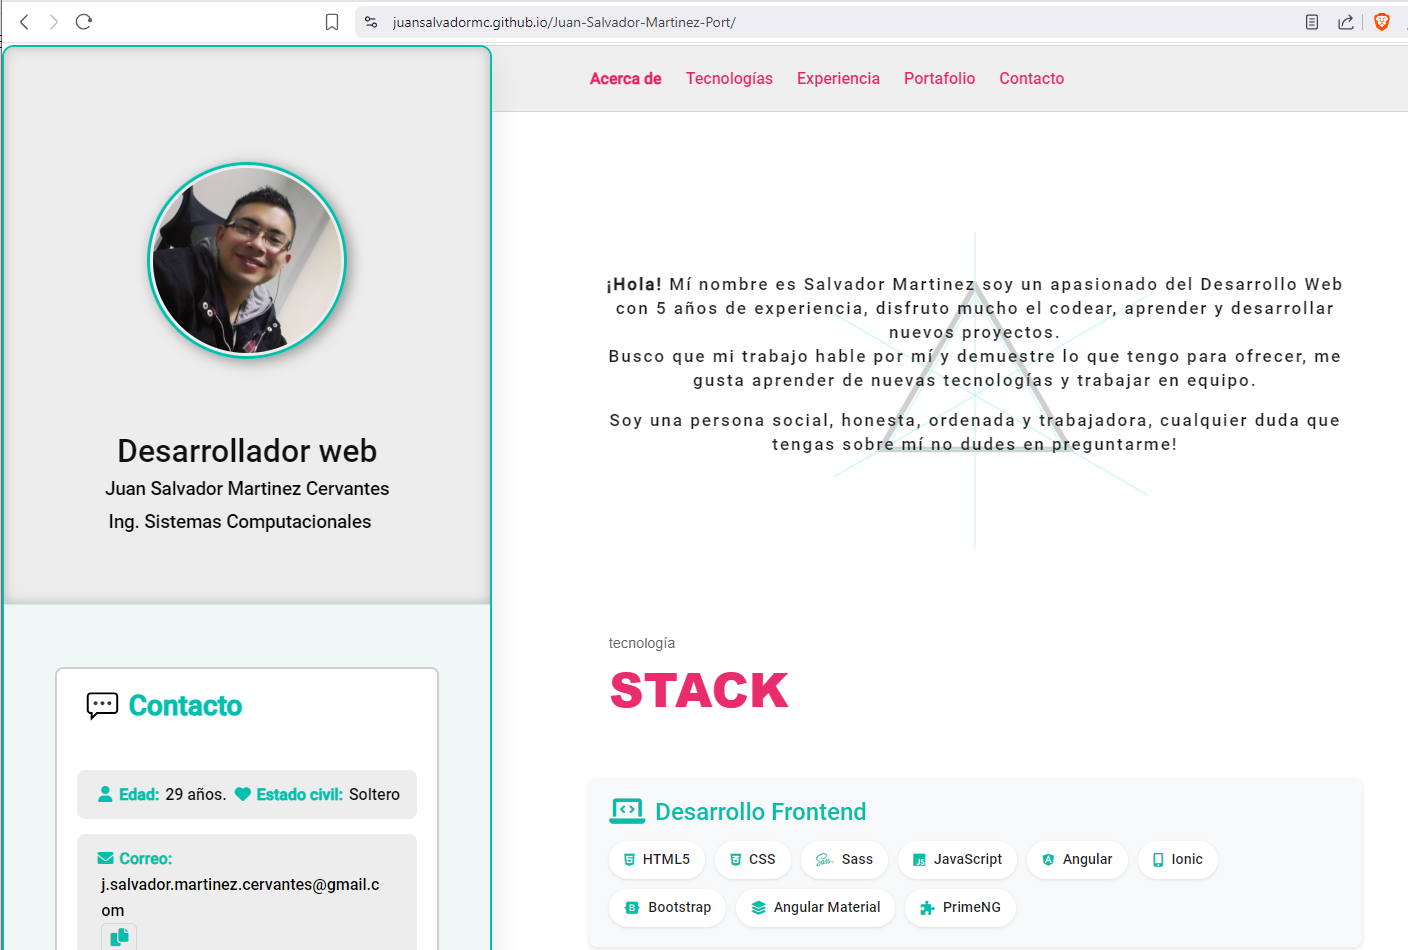 juansalvadormc.github.io/Juan-Salvador-Martinez-Port/
Acerca de Tecnologías Experiencia Portafolio Contacto
Desarrollador web
Juan Salvador Martinez Cervantes
Ing. Sistemas Computacionales
Contacto
Edad: 29 años. Estado civil: Soltero
Correo:
j.salvador.martinez.cervantes@gmail.c
om
¡Hola! Mí nombre es Salvador Martinez soy un apasionado del Desarrollo Web
con 5 años de experiencia, disfruto mucho el codear, aprender y desarrollar
nuevos proyectos.
Busco que mi trabajo hable por mí y demuestre lo que tengo para ofrecer, me
gusta aprender de nuevas tecnologías y trabajar en equipo.
Soy una persona social, honesta, ordenada y trabajadora, cualquier duda que
tengas sobre mí no dudes en preguntarme!
tecnología
STACK
Desarrollo Frontend
HTML5 CSS Sass JavaScript Angular Ionic
Bootstrap Angular Material PrimeNG